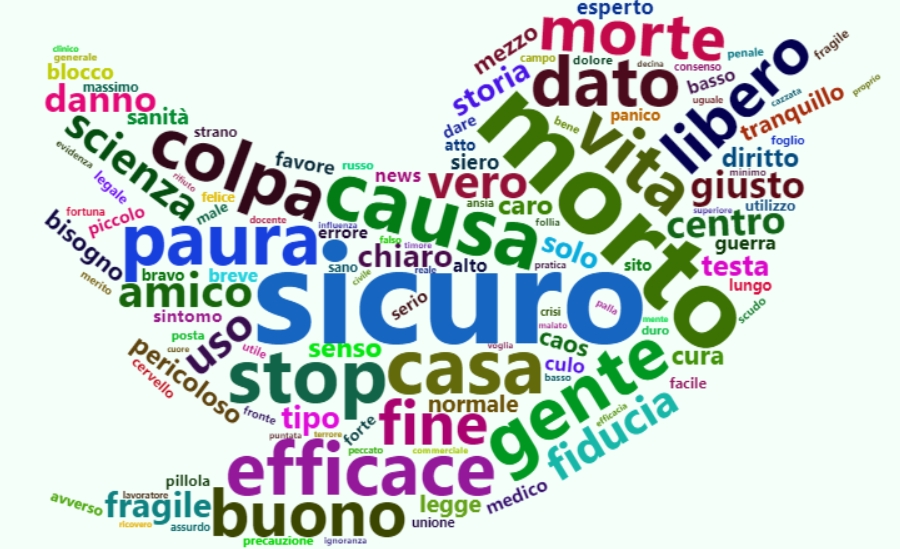 esperto
morte
mezzo
campo
dolore
decina
consenso
penale
libero
fragile
clinico
generale
blocco
massimo
danno
sanità
storia
dato
basso
uguale
cazzata
proprio
tranquillo
panico
dare
bene
vita
morto
foglio
scienza
strano
colpa
favore
russo
news
atto
siero
diritto
minimo
evidenza
rifiuto
legale
felice
male
vero
ansia
caro
giusto
utilizzo
superiore
fortuna
piccolo
docente
causa
influenza
errore
follia
centro
guerra
bisogno
paura
falso
timore
chiaro
solo
sito
testa
merito
bravo
breve
sano
civile
reale
alto
pratica
lungo
amico
sicuro
serio
palla
scudo
sintomo
crisi
mente
duro
posta
uso
utile
cuore
senso
voglia
malato
caos
cura
pericoloso
cervello
stop
casa
culo
basso
gente
facile
fronte
tipo
normale
fine
forte
efficacia
fiducia
puntata
terrore
peccato
commerciale
efficace
pillola
medico
avverso
lavoratore
fragile
buono
legge
ricovero
assurdo
unione
precauzione
ignoranza